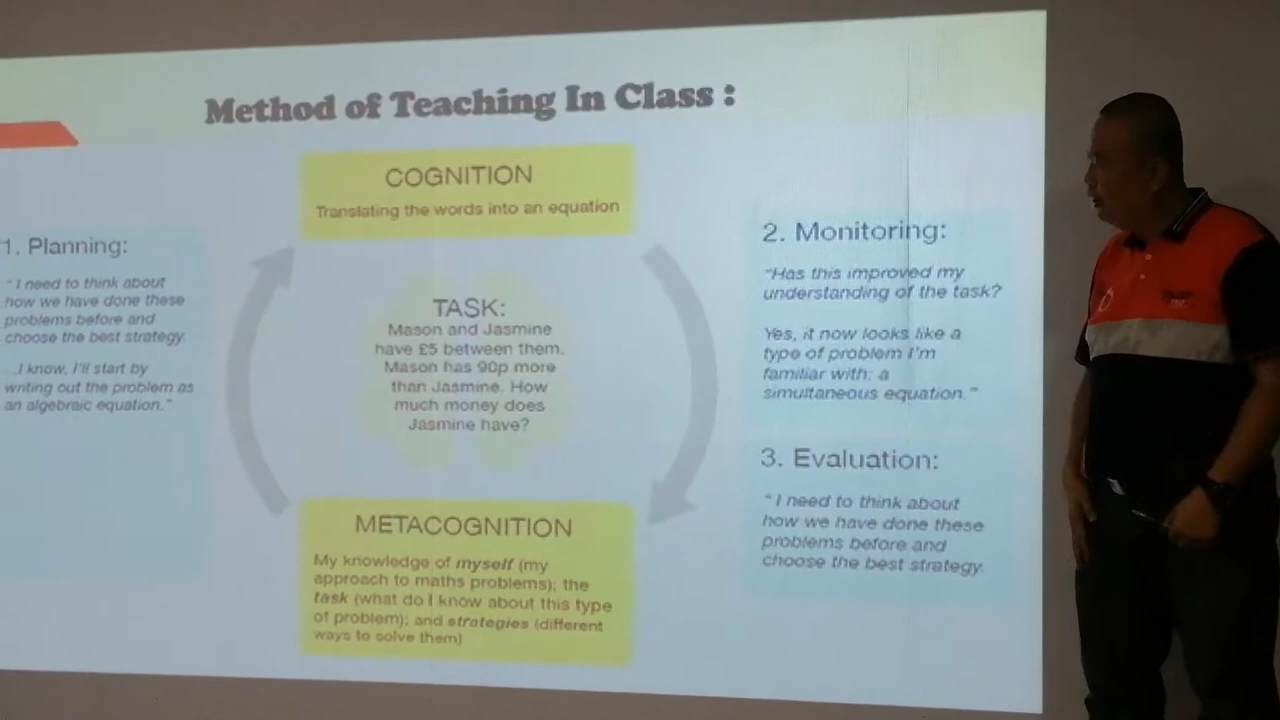 Method of Teaching In Class :
COGNITION
Translating the words into an equation
1. Planning:
" I need to think about
how we have done these
problems before and
choose the best strategy.
...I know, I'll start by
writing out the problem as
an algebraic equation."
TASK:
Mason and Jasmine
have £5 between them.
Mason has 90p more
than Jasmine. How
much money does
Jasmine have?
METACOGNITION
My knowledge of myself (my
approach to maths problems); the
task (what do I know about this type
of problem); and strategies (different
ways to solve them)
2. Monitoring:
"Has this improved my
understanding of the task?
Yes, it now looks like a
type of problem I'm
familiar with: a
simultaneous equation."
3. Evaluation:
" I need to think about
how we have done these
problems before and
choose the best strategy.